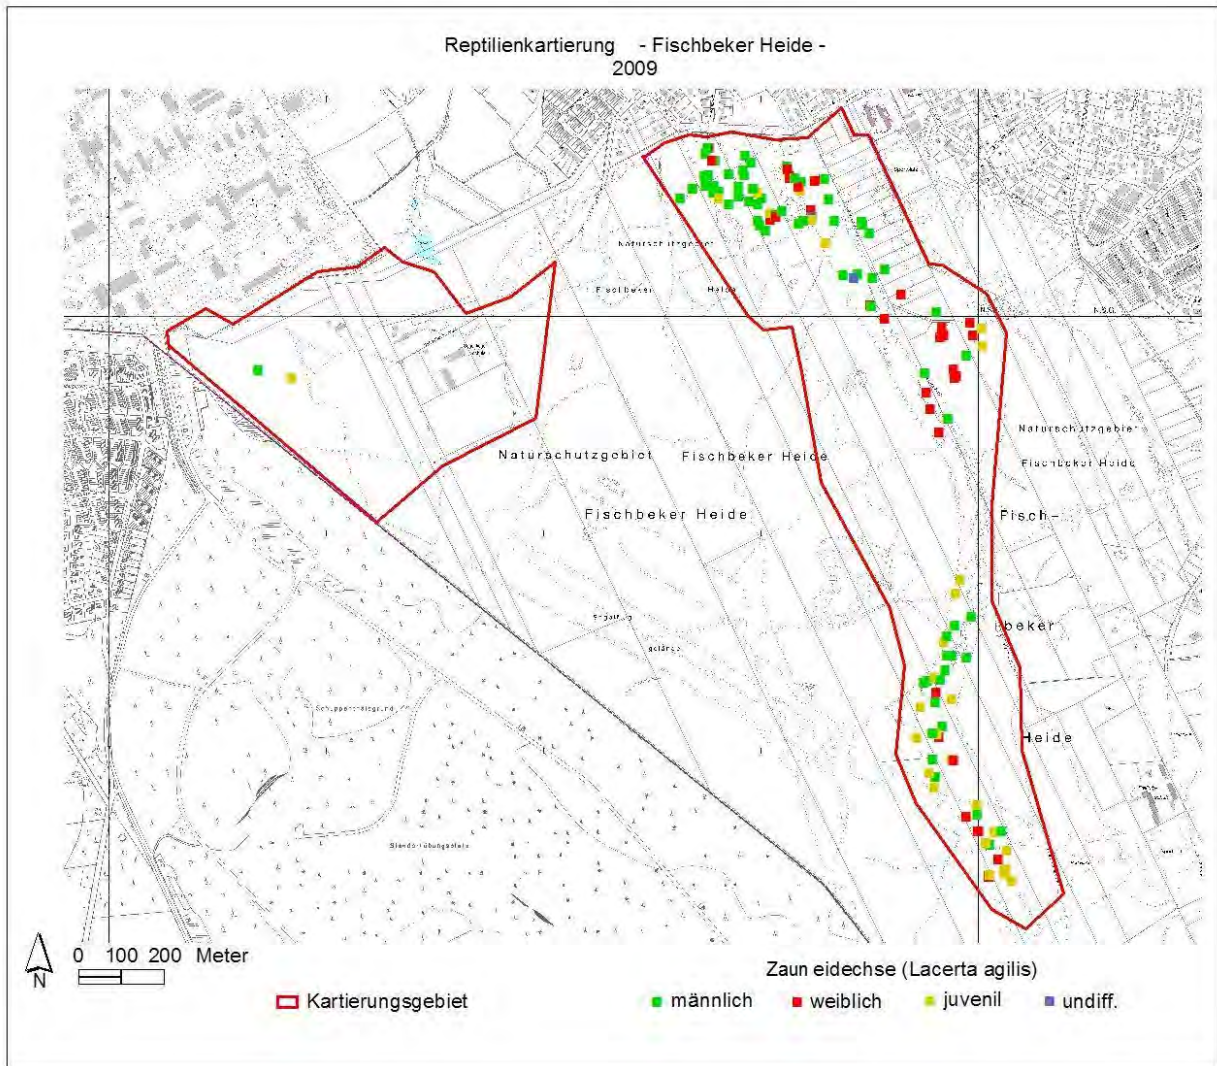 Reptilienkartierung - Fischbeker Heide -
2009
Naturschutzgebiet
Fischbeker Heide
N.S.G.
Naturschutzgebiet Fischbeker Heide
Naturschutzgebiet
Fischbeker Heide
Fischbeker Heide
Fisch-
beker
Heide
0 100 200 Meter
N
Zaun eidechse (Lacerta agilis)
Kartierungsgebiet
männlich
weiblich
juvenil
undiff.